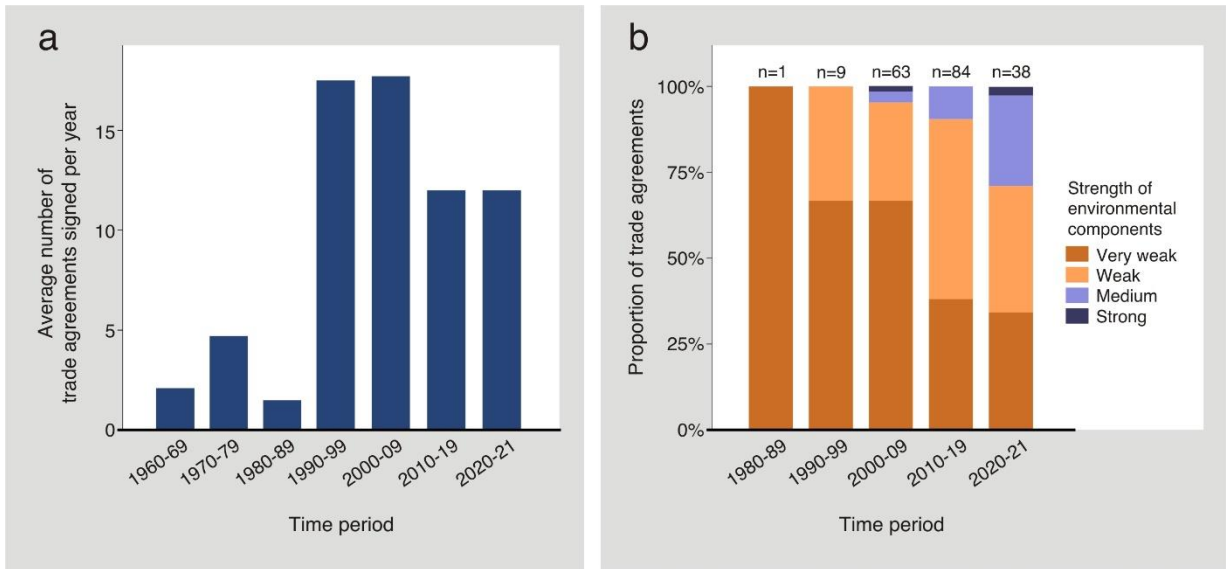 a
Average number of
trade agreements signed per year
15
10
5
0
1960-69
1970-79
1980-89
1990-99
2000-09
2010-19
2020-21
Time period
b
Proportion of trade agreements
n=1
n=9
n=63
n=84
n=38
100%
75%
50%
25%
0%
1980-89
1990-99
2000-09
2010-19
2020-21
Time period
Strength of
environmental
components
Very weak
Weak
Medium
Strong